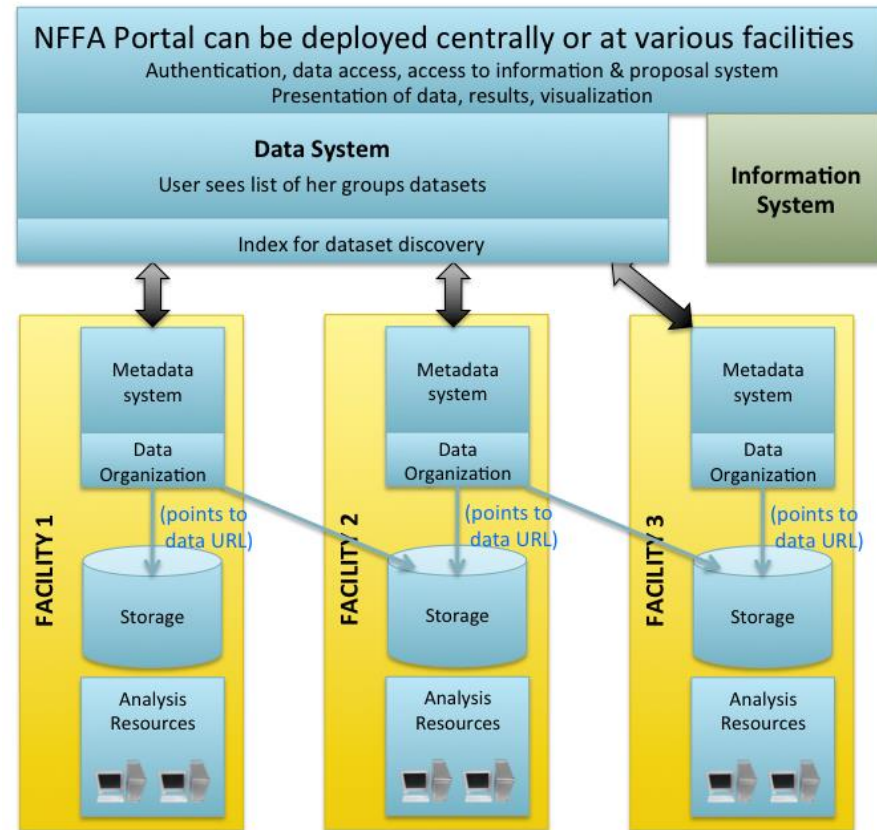 NFFA Portal can be deployed centrally or at various facilities
Authentication, data access, access to information & proposal system
Presentation of data, results, visualization
Data System
User sees list of her groups datasets
Index for dataset discovery
Information
System
FACILITY 1
Metadata
system
Data
Organization
(points to
data URL)
Storage
Analysis
Resources
FACILITY 2
Metadata
system
Data
Organization
(points to
data URL)
Storage
Analysis
Resources
FACILITY 3
Metadata
system
Data
Organization
(points to
data URL)
Storage
Analysis
Resources